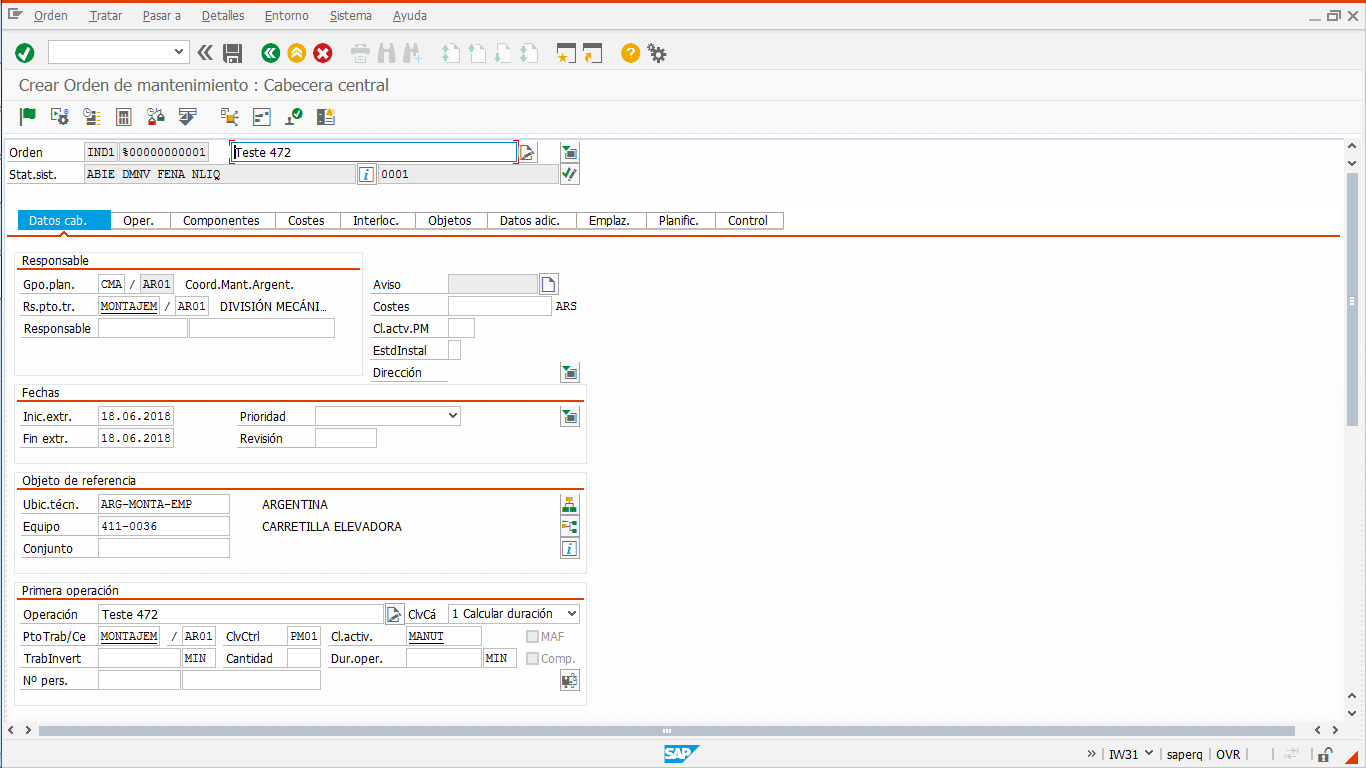 Orden Tratar Pasar a Detalles Entorno Sistema Ayuda
Crear Orden de mantenimiento : Cabecera central
Orden IND1 %00000000001 Teste 472
Stat.sist. ABIE DMNV FENA NLIQ 0001
Datos cab. Oper. Componentes Costes Interloc. Objetos Datos adic. Emplaz. Planific. Control
Responsable
Gpo.plan. CMA / AR01 Coord.Mant.Argent. Aviso
Rs.pto.tr. MONTAJEM / AR01 DIVISIÓN MECÁNI... Costes ARS
Responsable Cl.actv.PM
EstdInstal
Dirección
Fechas
Inic.extr. 18.06.2018 Prioridad
Fin extr. 18.06.2018 Revisión
Objeto de referencia
Ubic.técn. ARG-MONTA-EMP ARGENTINA
Equipo 411-0036 CARRETILLA ELEVADORA
Conjunto
Primera operación
Operación Teste 472 ClvCá 1 Calcular duración
PtoTrab/Ce MONTAJEM / AR01 ClvCtrl PM01 Cl.activ. MANUT MAF
TrabInvert MIN Cantidad Dur.oper. MIN Comp.
Nº pers.
SAP IW31 saperq OVR